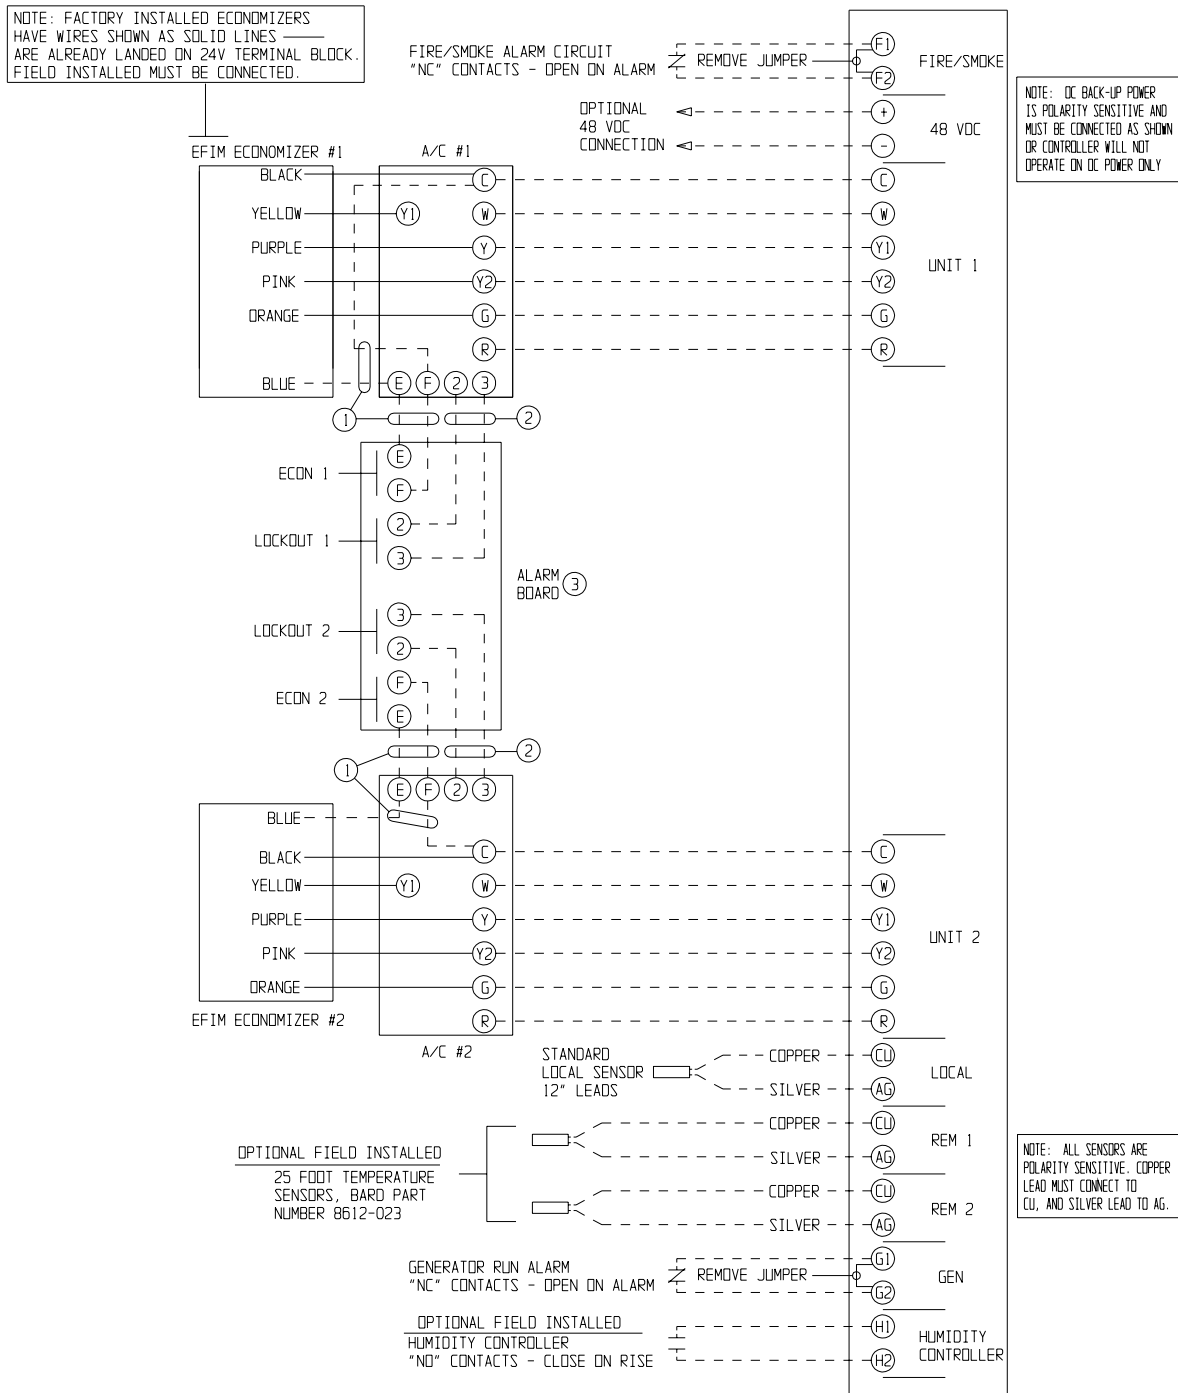 NOTE: FACTORY INSTALLED ECONOMIZERS
HAVE WIRES SHOWN AS SOLID LINES
ARE ALREADY LANDED ON 24V TERMINAL BLOCK.
FIELD INSTALLED MUST BE CONNECTED.
FIRE/SMOKE ALARM CIRCUIT
"NC" CONTACTS - OPEN ON ALARM
REMOVE JUMPER
F1
F2
FIRE/SMOKE
OPTIONAL
48 VDC
CONNECTION
+
-
48 VDC
NOTE: DC BACK-UP POWER
IS POLARITY SENSITIVE AND
MUST BE CONNECTED AS SHOWN
OR CONTROLLER WILL NOT
OPERATE ON DC POWER ONLY
EFIM ECONOMIZER #1
A/C #1
BLACK
C
C
YELLOW
Y1
W
W
PURPLE
Y
Y1
UNIT 1
PINK
Y2
Y2
ORANGE
G
G
R
R
BLUE
E
F
2
3
1
2
ECON 1
E
F
LOCKOUT 1
2
3
ALARM
BOARD
3
LOCKOUT 2
3
2
ECON 2
F
E
1
2
E
F
2
3
BLUE
BLACK
C
C
YELLOW
Y1
W
W
PURPLE
Y
Y1
UNIT 2
PINK
Y2
Y2
ORANGE
G
G
EFIM ECONOMIZER #2
R
R
A/C #2
STANDARD
LOCAL SENSOR
12" LEADS
COPPER
CU
SILVER
AG
LOCAL
OPTIONAL FIELD INSTALLED
25 FOOT TEMPERATURE
SENSORS, BARD PART
NUMBER 8612-023
COPPER
CU
SILVER
AG
REM 1
COPPER
CU
SILVER
AG
REM 2
NOTE: ALL SENSORS ARE
POLARITY SENSITIVE. COPPER
LEAD MUST CONNECT TO
CU, AND SILVER LEAD TO AG.
GENERATOR RUN ALARM
"NC" CONTACTS - OPEN ON ALARM
REMOVE JUMPER
G1
G2
GEN
OPTIONAL FIELD INSTALLED
HUMIDITY CONTROLLER
"NO" CONTACTS - CLOSE ON RISE
H1
H2
HUMIDITY
CONTROLLER